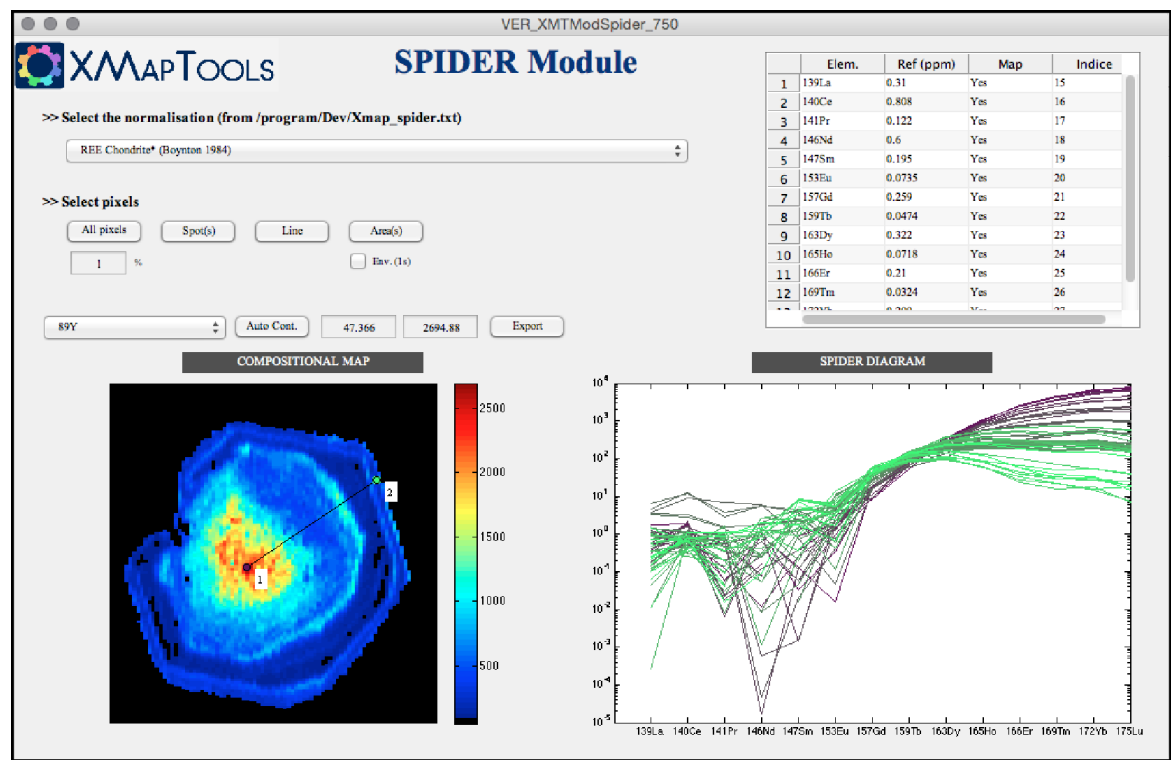 VER_XMTModSpider_750
XMAPTOOLS
SPIDER Module
>> Select the normalisation (from /program/Dev/Xmap_spider.txt)
REE Chondrite* (Boynton 1984)
>> Select pixels
All pixels Spot(s) Line Area(s)
1 % Env. (1s)
89Y Auto Cont. 47.366 2694.88 Export
Elem. Ref (ppm) Map Indice
1 139La 0.31 Yes 15
2 140Ce 0.808 Yes 16
3 141Pr 0.122 Yes 17
4 146Nd 0.6 Yes 18
5 147Sm 0.195 Yes 19
6 153Eu 0.0735 Yes 20
7 157Gd 0.259 Yes 21
8 159Tb 0.0474 Yes 22
9 163Dy 0.322 Yes 23
10 165Ho 0.0718 Yes 24
11 166Er 0.21 Yes 25
12 169Tm 0.0324 Yes 26
COMPOSITIONAL MAP
2500
2000
1500
1000
500
2
1
SPIDER DIAGRAM
10^4
10^3
10^2
10^1
10^0
10^-1
10^-2
10^-3
10^-4
10^-5
139La 140Ce 141Pr 146Nd 147Sm 153Eu 157Gd 159Tb 163Dy 165Ho 166Er 169Tm 172Yb 175Lu